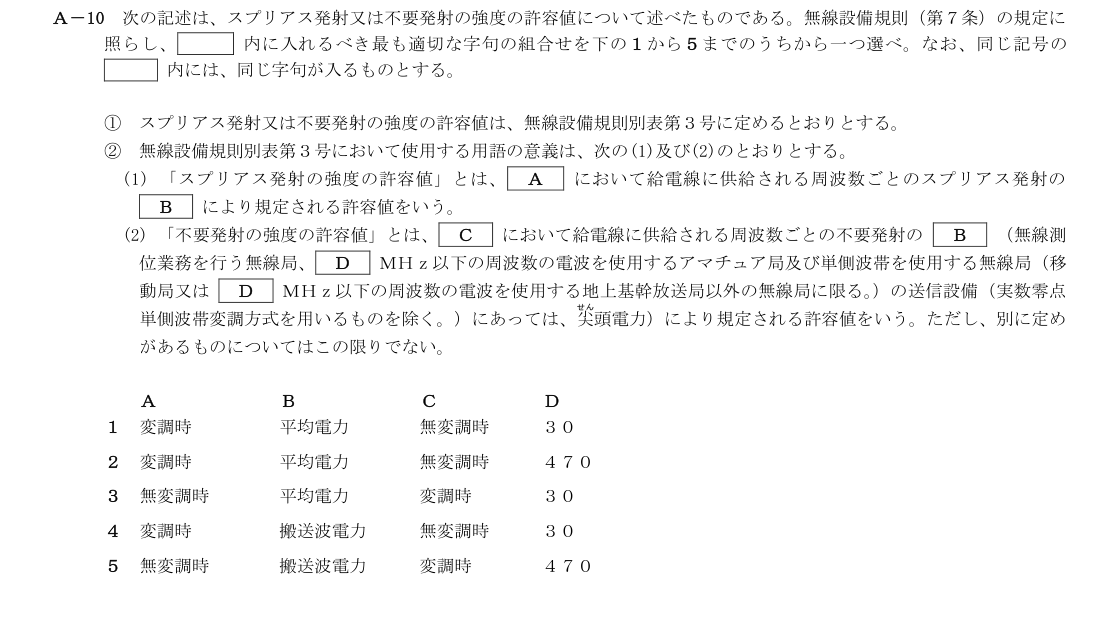 A－10　次の記述は、スプリアス発射又は不要発射の強度の許容値について述べたものである。無線設備規則（第７条）の規定に
照らし、　　　内に入れるべき最も適切な字句の組合せを下の1から5までのうちから一つ選べ。なお、同じ記号の
　　　内には、同じ字句が入るものとする。
①　スプリアス発射又は不要発射の強度の許容値は、無線設備規則別表第３号に定めるとおりとする。
②　無線設備規則別表第３号において使用する用語の意義は、次の(1)及び(2)のとおりとする。
(1)　「スプリアス発射の強度の許容値」とは、 A において給電線に供給される周波数ごとのスプリアス発射の
B により規定される許容値をいう。
(2)　「不要発射の強度の許容値」とは、 C において給電線に供給される周波数ごとの不要発射の B （無線測
位業務を行う無線局、 D ＭＨｚ以下の周波数の電波を使用するアマチュア局及び単側波帯を使用する無線局（移
動局又は D ＭＨｚ以下の周波数の電波を使用する地上基幹放送局以外の無線局に限る。）の送信設備（実数零点
せん
単側波帯変調方式を用いるものを除く。）にあっては、尖頭電力）により規定される許容値をいう。ただし、別に定め
があるものについてはこの限りでない。
A　B　C　D
1　変調時　平均電力　無変調時　３０
2　変調時　平均電力　無変調時　４７０
3　無変調時　平均電力　変調時　３０
4　変調時　搬送波電力　無変調時　３０
5　無変調時　搬送波電力　変調時　４７０